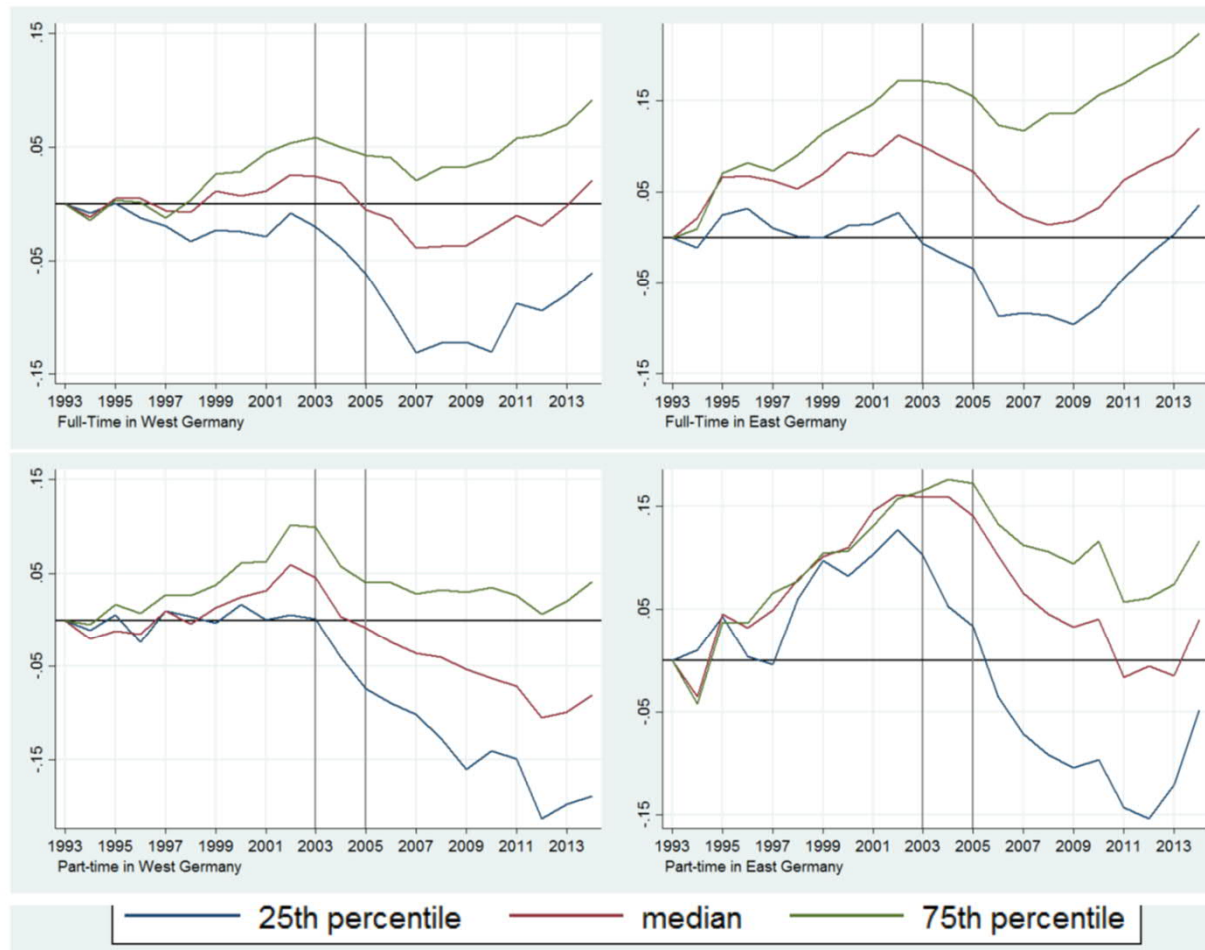 .15
.05
-.05
-.15
1993 1995 1997 1999 2001 2003 2005 2007 2009 2011 2013
Full-Time in West Germany
.15
.05
-.05
-.15
1993 1995 1997 1999 2001 2003 2005 2007 2009 2011 2013
Full-Time in East Germany
.15
.05
-.05
-.15
1993 1995 1997 1999 2001 2003 2005 2007 2009 2011 2013
Part-time in West Germany
.15
.05
-.05
-.15
1993 1995 1997 1999 2001 2003 2005 2007 2009 2011 2013
Part-time in East Germany
25th percentile median 75th percentile